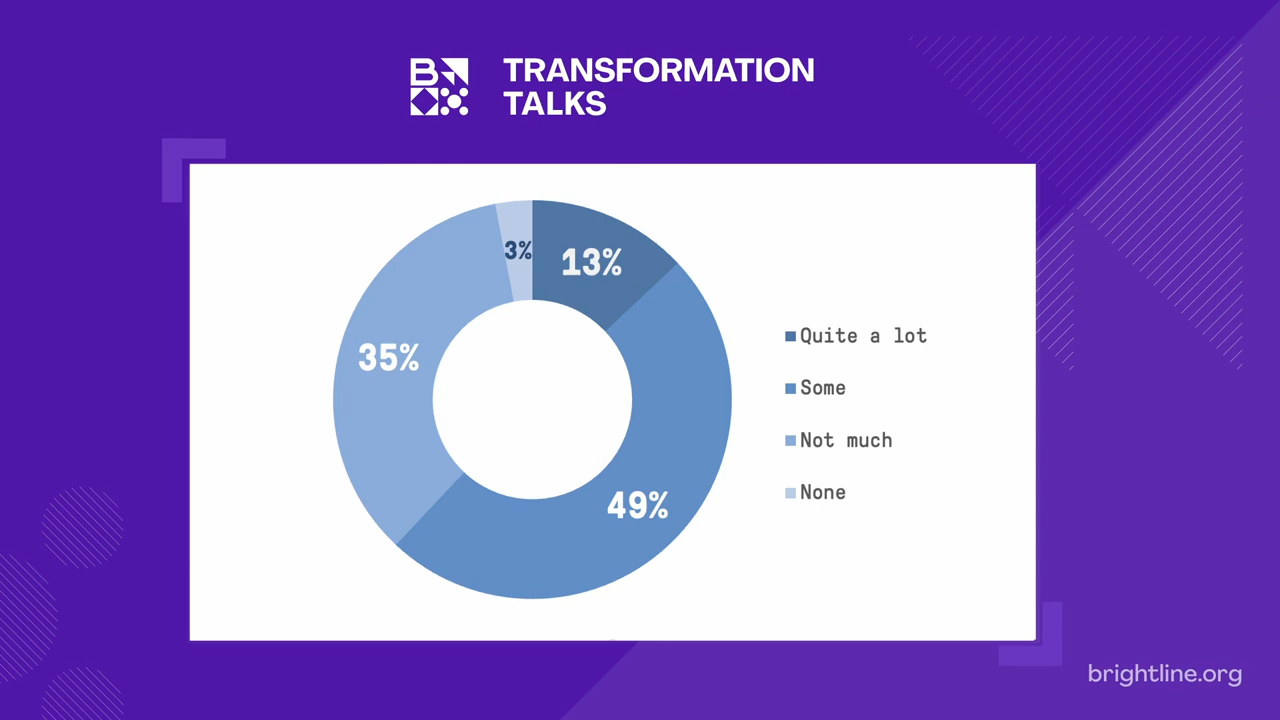 B
TRANSFORMATION
TALKS
3%
13%
35%
49%
Quite a lot
Some
Not much
None
brightline.org